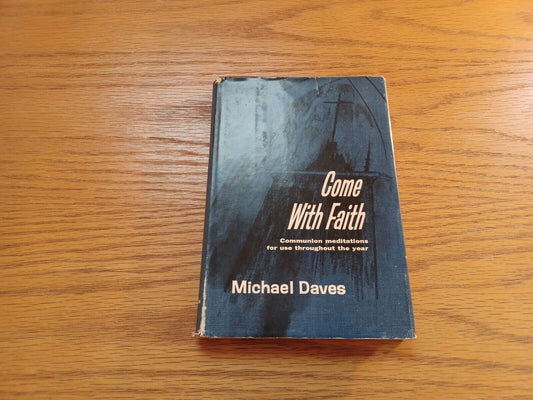 Come
With Faith
Communion meditations
for use throughout the year
Michael Daves